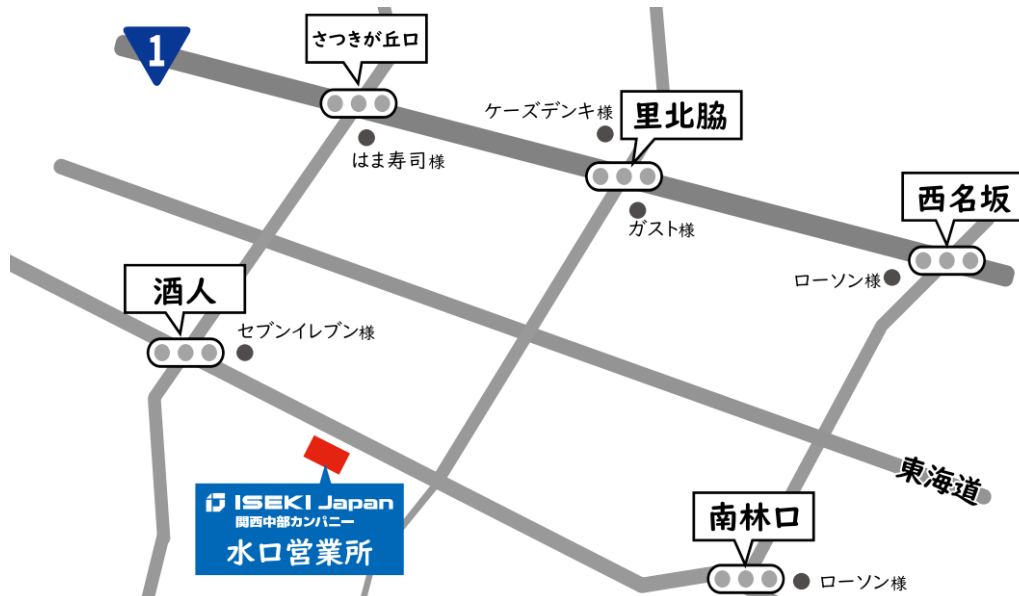 1
さつきが丘口
ケーズデンキ様
里北脇
はま寿司様
西名坂
ガスト様
ローソン様
酒人
セブンイレブン様
東海道
ISEKI Japan
関西中部カンパニー
水口営業所
南林口
ローソン様